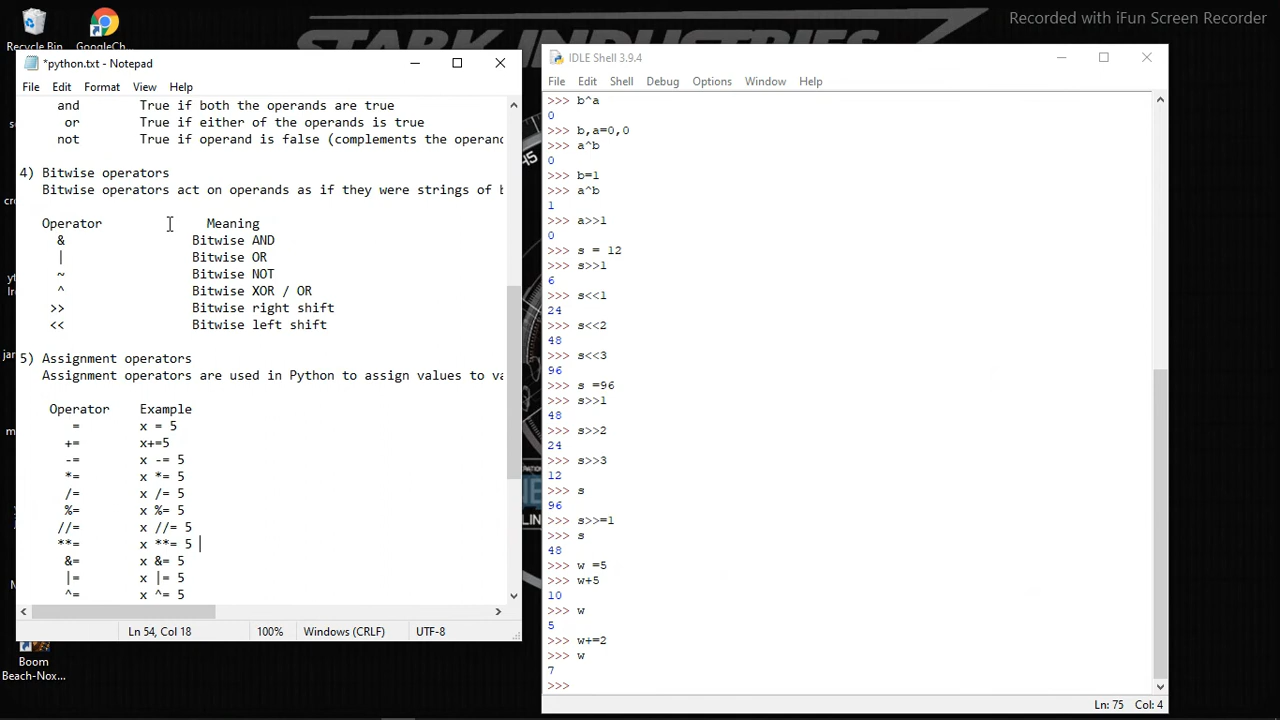 Recorded with iFun Screen Recorder
STARK INDUSTRIES
Recycle Bin
GoogleCh...
*python.txt - Notepad
File Edit Format View Help
and True if both the operands are true
or True if either of the operands is true
not True if operand is false (complements the operand
4) Bitwise operators
Bitwise operators act on operands as if they were strings of b
Operator Meaning
& Bitwise AND
| Bitwise OR
~ Bitwise NOT
^ Bitwise XOR / OR
>> Bitwise right shift
<< Bitwise left shift
5) Assignment operators
Assignment operators are used in Python to assign values to va
Operator Example
= x = 5
+= x+=5
-= x -= 5
*= x *= 5
/= x /= 5
%= x %= 5
//= x //= 5
**= x **= 5
&= x &= 5
|= x |= 5
^= x ^= 5
Ln 54, Col 18 100% Windows (CRLF) UTF-8
Boom
Beach-Nox...
IDLE Shell 3.9.4
File Edit Shell Debug Options Window Help
>>> b^a
0
>>> b,a=0,0
>>> a^b
0
>>> b=1
>>> a^b
1
>>> a>>1
0
>>> s = 12
>>> s>>1
6
>>> s<<1
24
>>> s<<2
48
>>> s<<3
96
>>> s =96
>>> s>>1
48
>>> s>>2
24
>>> s>>3
12
>>> s
96
>>> s>>=1
>>> s
48
>>> w =5
>>> w+5
10
>>> w
5
>>> w+=2
>>> w
7
>>>
Ln: 75 Col: 4